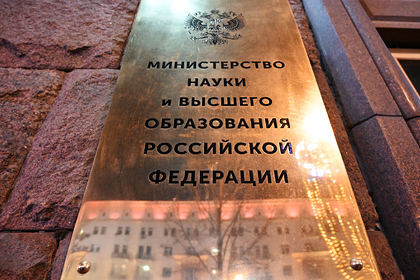 МИНИСТЕРСТВО
НАУКИ
и ВЫСШЕГО
ОБРАЗОВАНИЯ
РОССИЙСКОЙ
ФЕДЕРАЦИИ